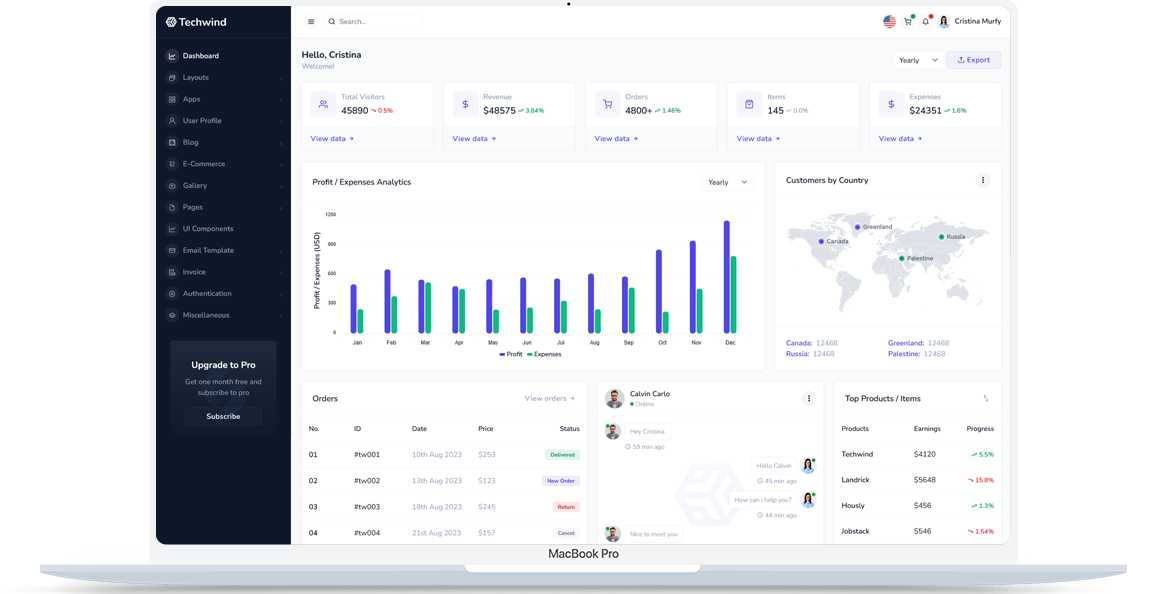 Techwind
Search...
Cristina Murfy
Dashboard
Layouts
Apps
User Profile
Blog
E-Commerce
Gallery
Pages
UI Components
Email Template
Invoice
Authentication
Miscellaneous
Upgrade to Pro
Get one month free and
subscribe to pro
Subscribe
Hello, Cristina
Welcome!
Yearly
Export
Total Visitors
45890 0.5%
View data
Revenue
$48575 3.84%
View data
Orders
4800+ 1.46%
View data
Items
145 0.0%
View data
Expenses
$24351 1.6%
View data
Profit / Expenses Analytics
Yearly
Profit / Expenses (USD)
1200
900
600
300
0
Jan Feb Mar Apr May Jun Jul Aug Sep Oct Nov Dec
Profit Expenses
Customers by Country
Greenland
Canada
Russia
Palestine
Canada: 12468 Greenland: 12468
Russia: 12468 Palestine: 12468
Orders
View orders
No. ID Date Price Status
01 #tw001 10th Aug 2023 $253 Delivered
02 #tw002 13th Aug 2023 $123 New Order
03 #tw003 18th Aug 2023 $245 Return
04 #tw004 21st Aug 2023 $157 Cancel
Calvin Carlo
Online
Hey Cristina
59 min ago
Hello Calvin
45 min ago
How can i help you?
44 min ago
Nice to meet you
Top Products / Items
Products Earnings Progress
Techwind $4120 5.5%
Landrick $5648 15.8%
Hously $456 1.3%
Jobstack $546 1.54%
MacBook Pro